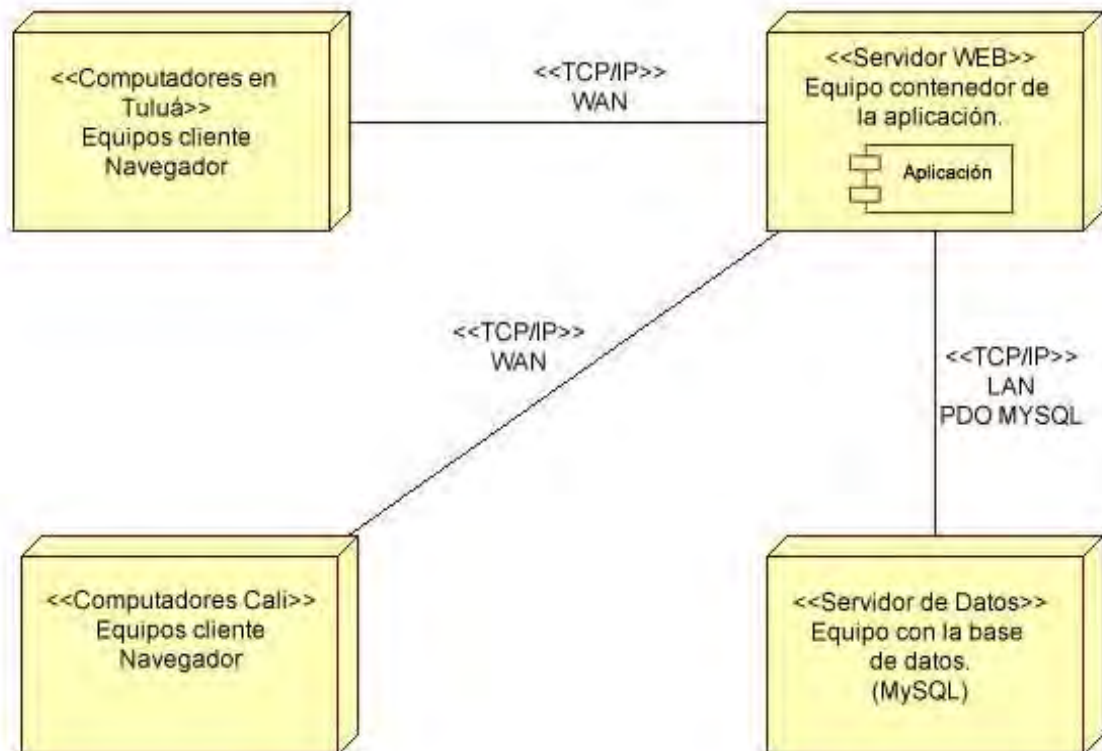 <<Computadores en
Tuluá>>
Equipos cliente
Navegador
<<TCP/IP>>
WAN
<<Servidor WEB>>
Equipo contenedor de
la aplicación.
Aplicación
<<TCP/IP>>
WAN
<<TCP/IP>>
LAN
PDO MYSQL
<<Computadores Cali>>
Equipos cliente
Navegador
<<Servidor de Datos>>
Equipo con la base
de datos.
(MySQL)